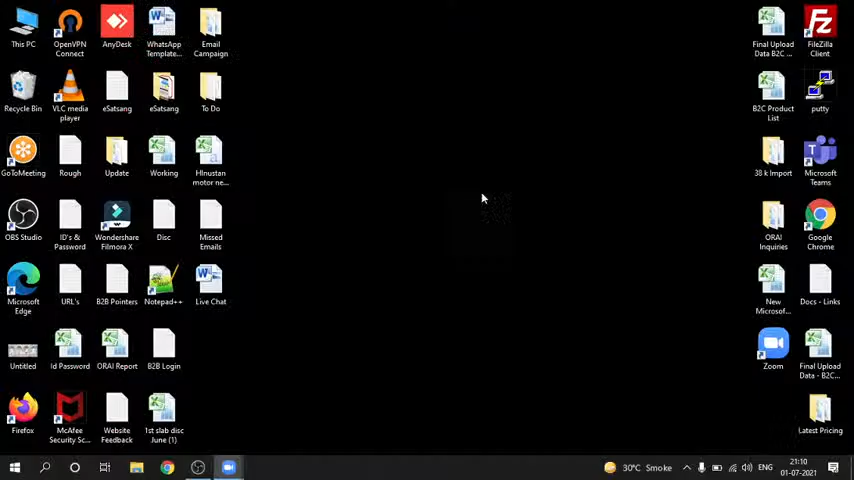 This PC
OpenVPN
Connect
AnyDesk
WhatsApp
Template...
Email
Campaign
Final Upload
Data B2C ...
FileZilla
Client
Recycle Bin
VLC media
player
eSatsang
eSatsang
To Do
B2C Product
List
putty
GoToMeeting
Rough
Update
Working
HInustan
motor ne...
38 k Import
Microsoft
Teams
OBS Studio
ID's &
Password
Wondershare
Filmora X
Disc
Missed
Emails
ORAI
Inquiries
Google
Chrome
Microsoft
Edge
URL's
B2B Pointers
Notepad++
Live Chat
New
Microsof...
Docs - Links
Untitled
Id Password
ORAI Report
B2B Login
Zoom
Final Upload
Data - B2C...
Firefox
McAfee
Security Sc...
Website
Feedback
1st slab disc
June (1)
Latest Pricing
30°C Smoke
ENG
21:10
01-07-2021